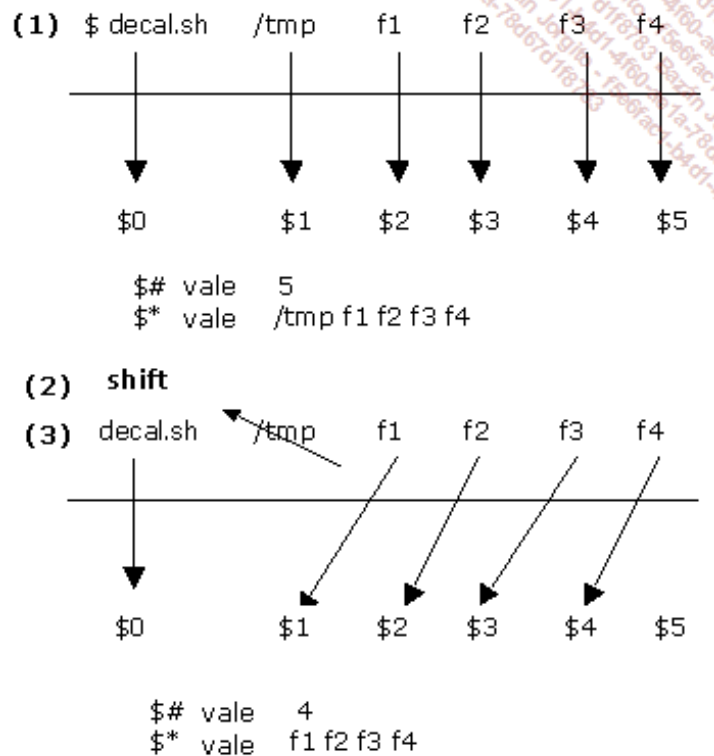 (1) $ decal.sh /tmp f1 f2 f3 f4
$0 $1 $2 $3 $4 $5
$# vale 5
$* vale /tmp f1 f2 f3 f4
(2) shift
(3) decal.sh /tmp f1 f2 f3 f4
$0 $1 $2 $3 $4 $5
$# vale 4
$* vale f1 f2 f3 f4